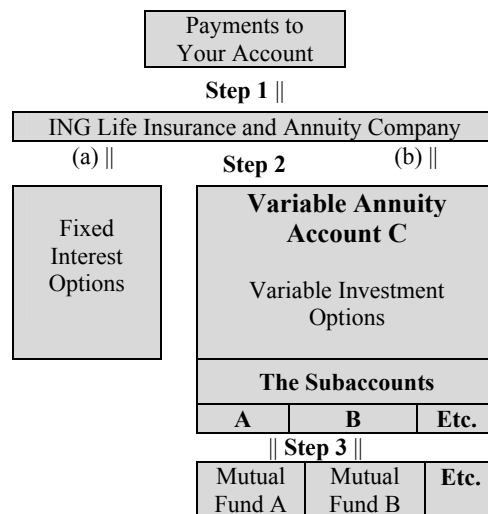 Payments to
Your Account
Step 1 ||
ING Life Insurance and Annuity Company
(a) || Step 2 (b) ||
Fixed
Interest
Options
Variable Annuity
Account C
Variable Investment
Options
The Subaccounts
A B Etc.
|| Step 3 ||
Mutual
Fund A
Mutual
Fund B
Etc.